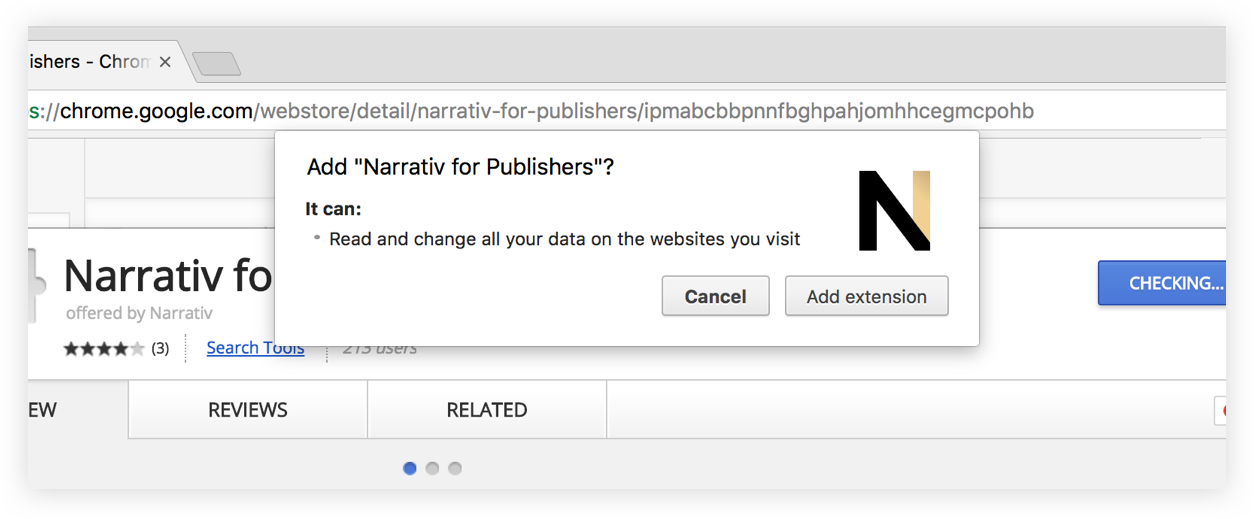 ishers - Chrom
s://chrome.google.com/webstore/detail/narrativ-for-publishers/ipmabcbbpnnfbghpahjomhhcegmcpohb
Add "Narrativ for Publishers"?
It can:
Read and change all your data on the websites you visit
Cancel
Add extension
Narrativ fo
offered by Narrativ
CHECKING...
(3)
Search Tools
213 users
EW
REVIEWS
RELATED